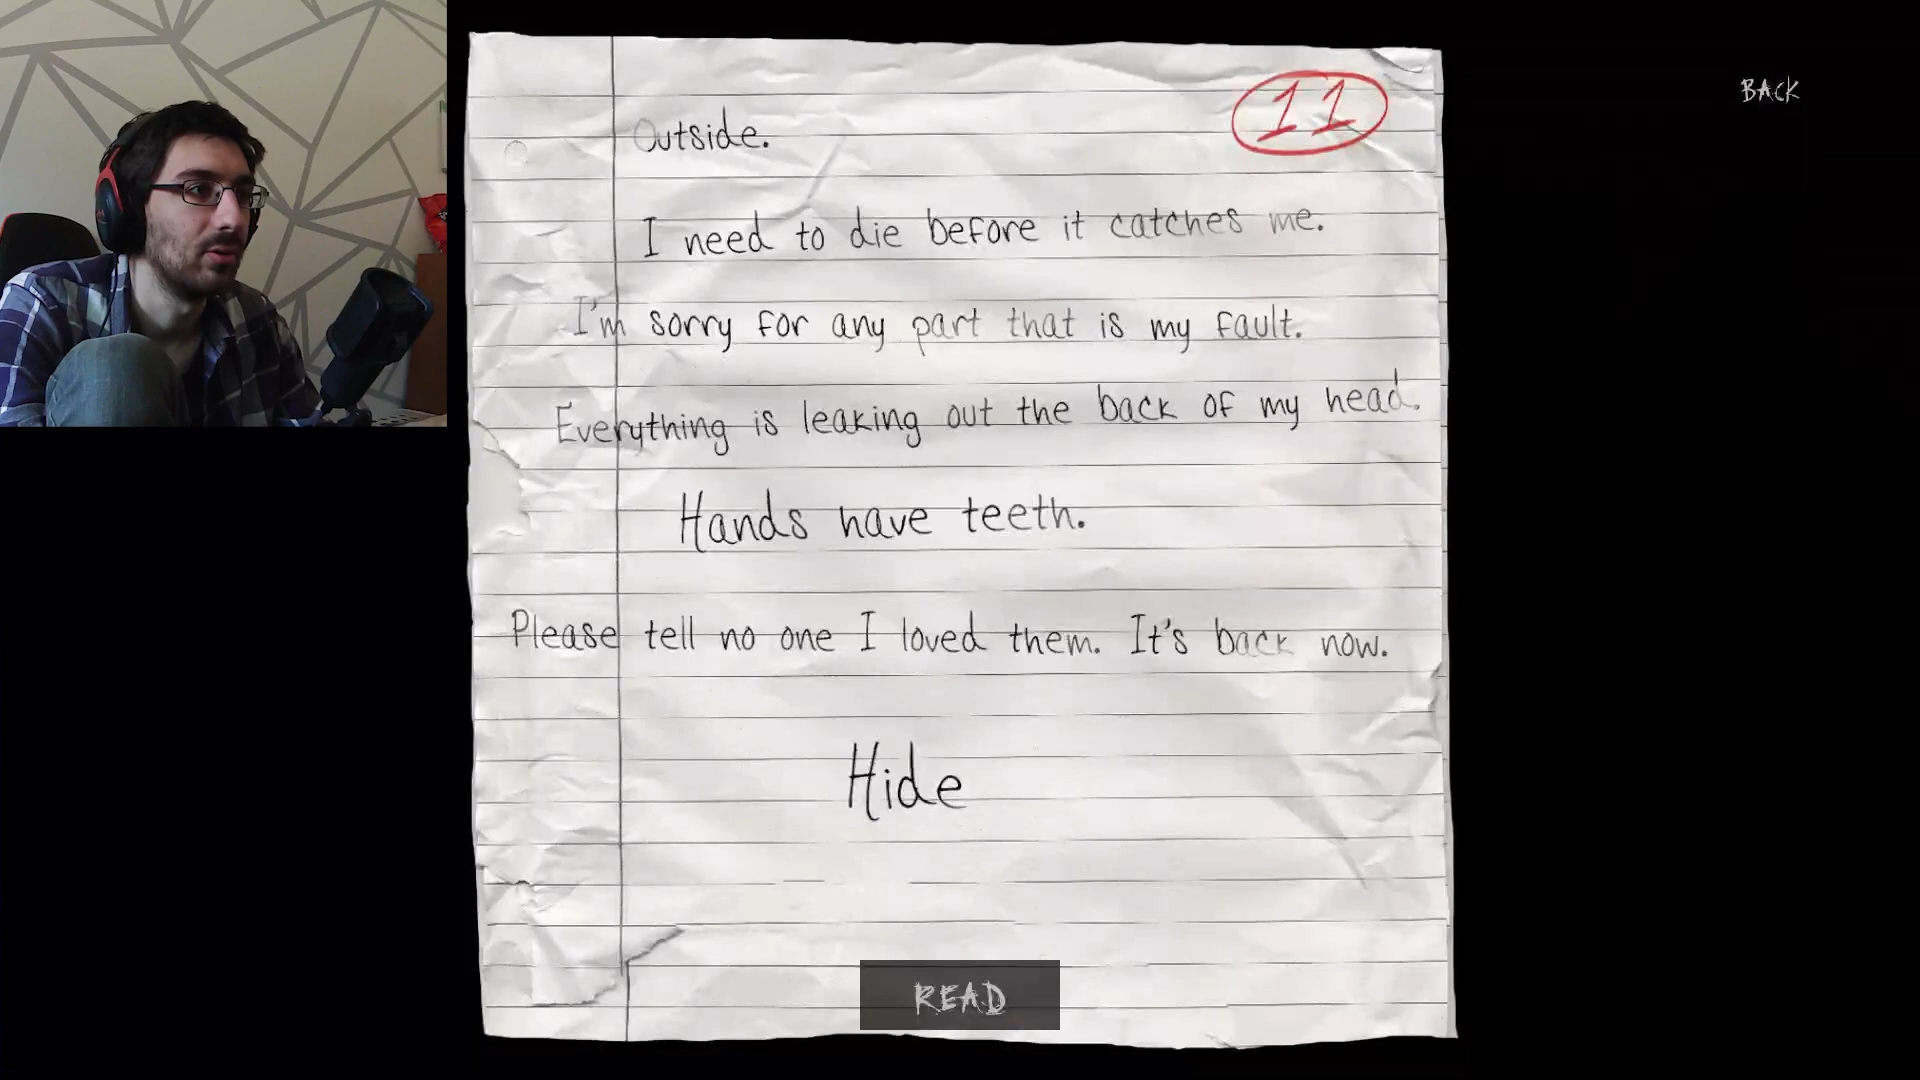 11
BACK
Outside.
I need to die before it catches me.
I'm sorry for any part that is my fault.
Everything is leaking out the back of my head.
Hands have teeth.
Please tell no one I loved them. It's back now.
Hide
READ